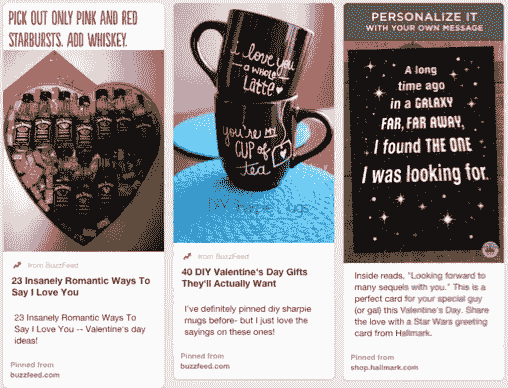 PICK OUT ONLY PINK AND RED
STARBURSTS. ADD WHISKEY.
from BuzzFeed
23 Insanely Romantic Ways To
Say I Love You
23 Insanely Romantic Ways To
Say I Love You -- Valentine's day
ideas!
Pinned from
buzzfeed.com
i love you
a whole
Latte
you're my
CUP of
tea
from BuzzFeed
40 DIY Valentine's Day Gifts
They'll Actually Want
I've definitely pinned diy sharpie
mugs before- but I just love the
sayings on these ones!
Pinned from
buzzfeed.com
PERSONALIZE IT
WITH YOUR OWN MESSAGE
A long
time ago
in a GALAXY
FAR, FAR AWAY,
I found THE ONE
I was looking for.
Inside reads, "Looking forward to
many sequels with you." This is a
perfect card for your special guy
(or gal) this Valentine's Day. Share
the love with a Star Wars greeting
card from Hallmark.
Pinned from
shop.hallmark.com